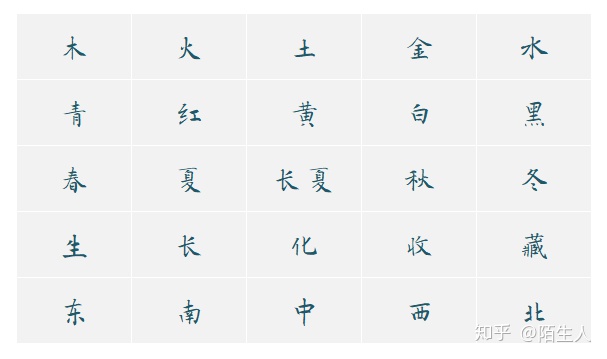 木 火 土 金 水
青 红 黄 白 黑
春 夏 长夏 秋 冬
生 长 化 收 藏
东 南 中 西 北
知乎 @陌生人